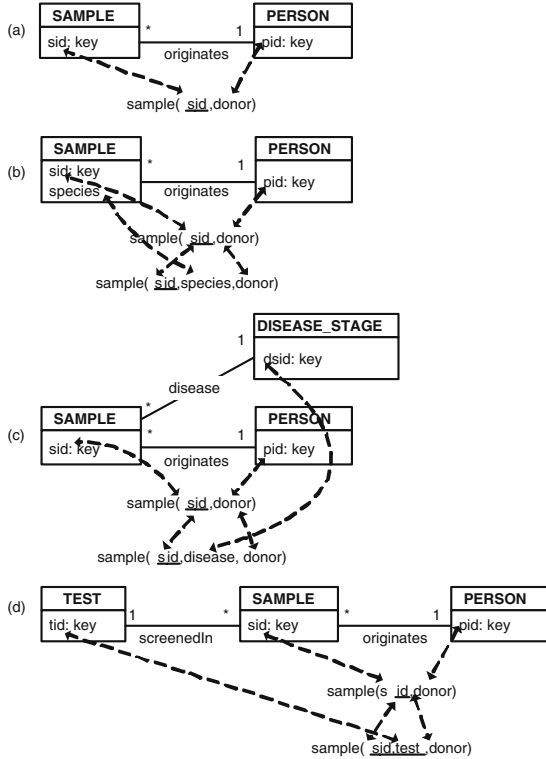 (a)
SAMPLE
PERSON
sid: key
*
1
pid: key
originates
sample( sid,donor)
(b)
SAMPLE
PERSON
sid: key
species
*
1
pid: key
originates
sample( sid,donor)
sample( sid,species,donor)
DISEASE_STAGE
1
dsid: key
disease
*
(c)
SAMPLE
PERSON
sid: key
*
1
pid: key
originates
sample( sid,donor)
sample( sid,disease, donor)
(d)
TEST
SAMPLE
PERSON
tid: key
1
*
sid: key
*
1
pid: key
screenedIn
originates
sample(s id,donor)
sample( sid,test ,donor)